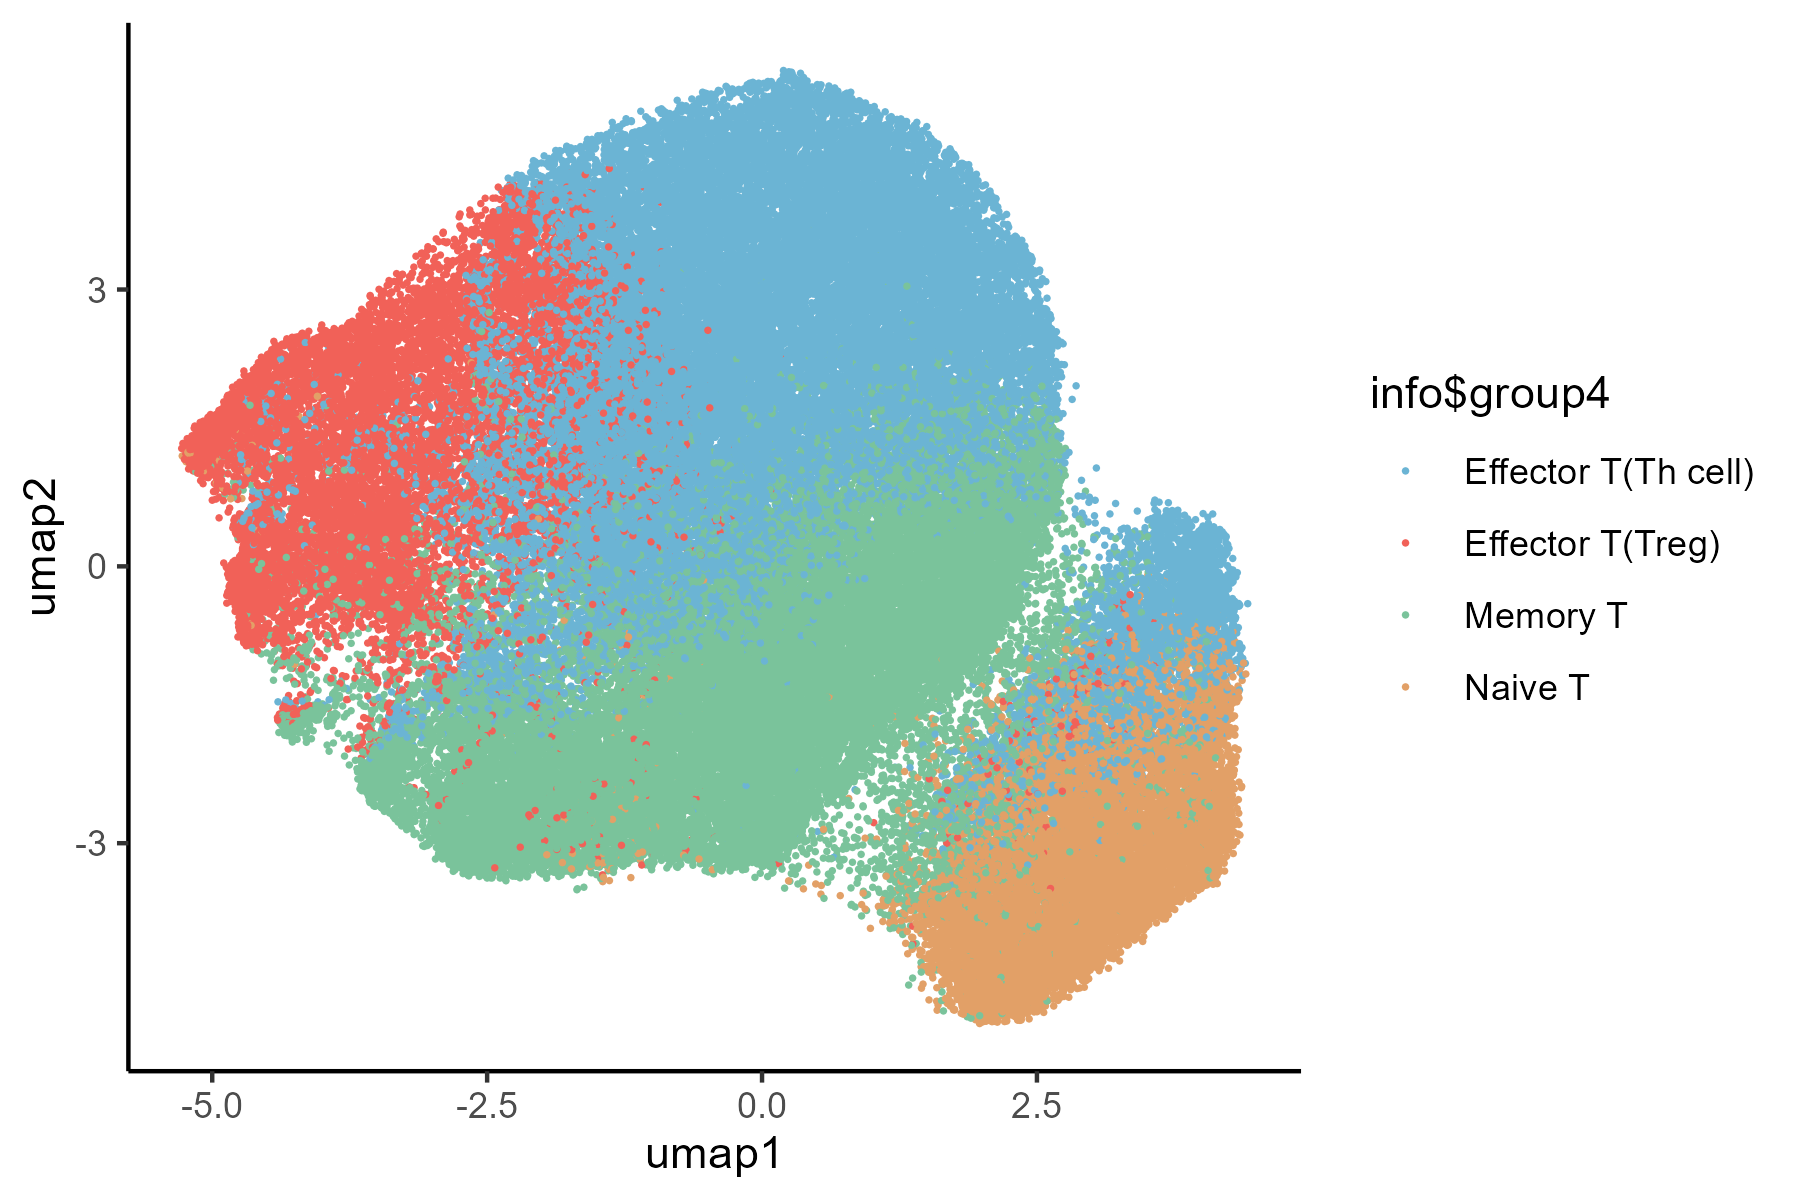 umap2
3
0
-3
-5.0
-2.5
0.0
2.5
umap1
info$group4
Effector T(Th cell)
Effector T(Treg)
Memory T
Naive T